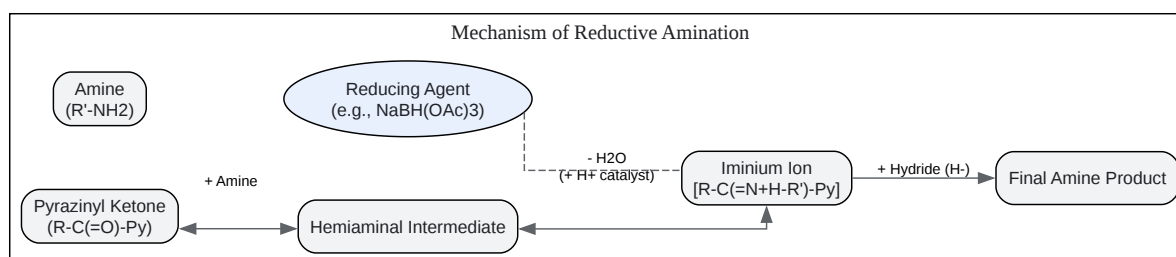 Mechanism of Reductive Amination
Amine
(R'-NH2)
Reducing Agent
(e.g., NaBH(OAc)3)
+ Amine
- H2O
(+ H+ catalyst)
Iminium Ion
[R-C(=N+H-R')-Py]
+ Hydride (H-)
Final Amine Product
Pyrazinyl Ketone
(R-C(=O)-Py)
Hemiaminal Intermediate